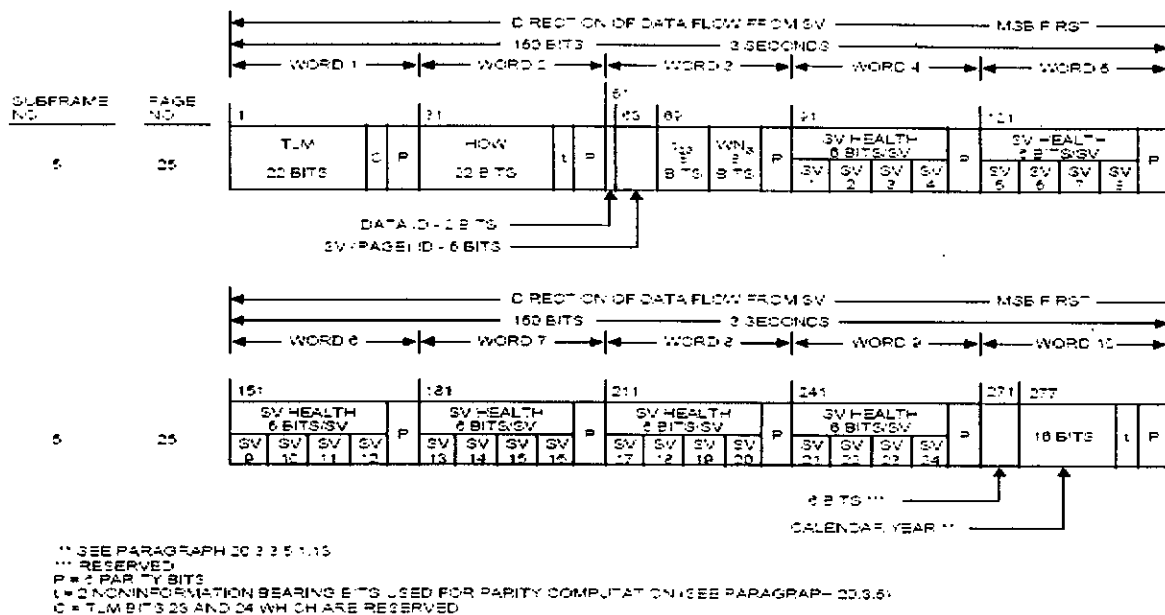 DIRECTION OF DATA FLOW FROM SV MSB FIRST
150 BITS 3 SECONDS
WORD 1 WORD 2 WORD 3 WORD 4 WORD 5
SUBFRAME NO. PAGE NO.
1 31 61 63 69 91 121
5 25
TLM 22 BITS C P
HOW 22 BITS t P
8 BITS
WNa 8 BITS P
SV HEALTH 6 BITS/SV P
SV 1 SV 2 SV 3 SV 4
SV HEALTH 6 BITS/SV P
SV 5 SV 6 SV 7 SV 8
DATA ID - 2 BITS
SV (PAGE) ID - 6 BITS
DIRECTION OF DATA FLOW FROM SV MSB FIRST
150 BITS 3 SECONDS
WORD 6 WORD 7 WORD 8 WORD 9 WORD 10
151 181 211 241 271 277
5 25
SV HEALTH 6 BITS/SV P
SV 9 SV 10 SV 11 SV 12
SV HEALTH 6 BITS/SV P
SV 13 SV 14 SV 15 SV 16
SV HEALTH 6 BITS/SV P
SV 17 SV 18 SV 19 SV 20
SV HEALTH 6 BITS/SV P
SV 21 SV 22 SV 23 SV 24
16 BITS t P
6 BITS ***
CALENDAR YEAR **
** SEE PARAGRAPH
*** RESERVED
P = 6 PARITY BITS
t = 2 NONINFORMATION BEARING BITS USED FOR PARITY COMPUTATION (SEE PARAGRAPH 20.3.5)
C = TLM BITS 23 AND 24 WHICH ARE RESERVED